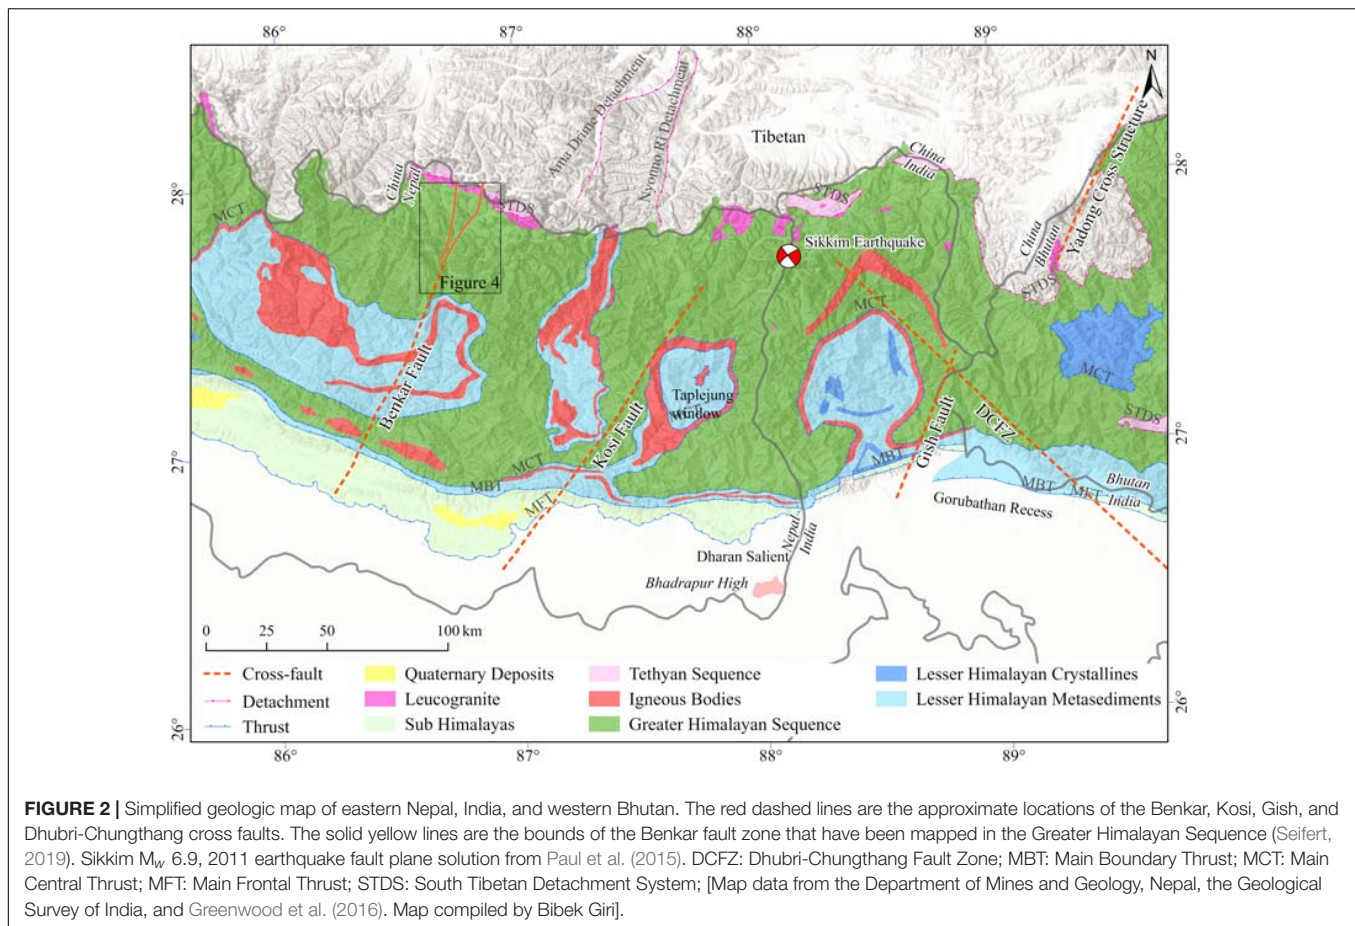 86°
87°
88°
89°
N
Ama Drime Detachment
Nyonno Ri Detachment
Tibetan
Yadong Cross Structure
China
Nepal
China
India
28°
28°
STDS
STDS
MCT
Sikkim Earthquake
China
Bhutan
STDS
Figure 4
MCT
MCT
Benkar Fault
Taplejung
window
Kosi Fault
STDS
Gish Fault
DCFZ
27°
27°
MCT
MBT
MBT
MFT
MBT
MFT
Bhutan
India
Gorubathan Recess
Nepal
India
Dharan Salient
Bhadrapur High
0 25 50 100 km
Cross-fault
Detachment
Thrust
Quaternary Deposits
Leucogranite
Sub Himalayas
Tethyan Sequence
Igneous Bodies
Greater Himalayan Sequence
Lesser Himalayan Crystallines
Lesser Himalayan Metasediments
26°
26°
86°
87°
88°
89°
FIGURE 2 | Simplified geologic map of eastern Nepal, India, and western Bhutan. The red dashed lines are the approximate locations of the Benkar, Kosi, Gish, and
Dhubri-Chungthang cross faults. The solid yellow lines are the bounds of the Benkar fault zone that have been mapped in the Greater Himalayan Sequence (Seifert,
2019). Sikkim Mw 6.9, 2011 earthquake fault plane solution from Paul et al. (2015). DCFZ: Dhubri-Chungthang Fault Zone; MBT: Main Boundary Thrust; MCT: Main
Central Thrust; MFT: Main Frontal Thrust; STDS: South Tibetan Detachment System; [Map data from the Department of Mines and Geology, Nepal, the Geological
Survey of India, and Greenwood et al. (2016). Map compiled by Bibek Giri].